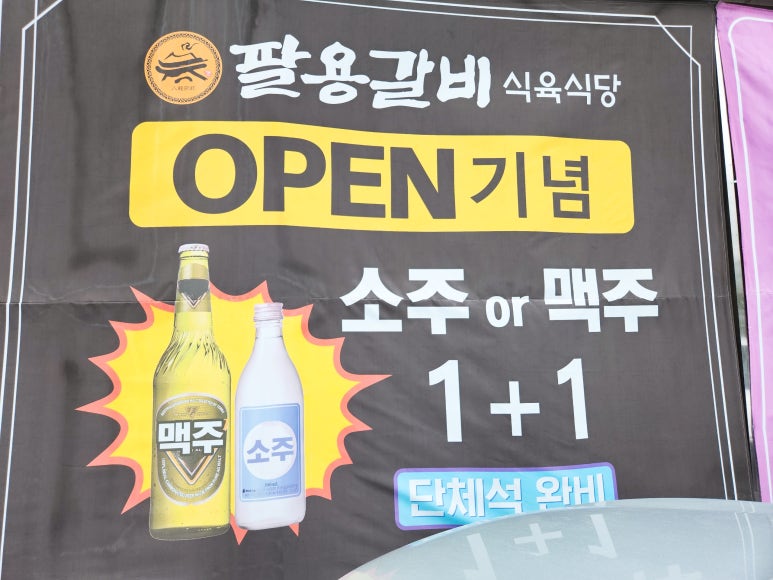 팔용갈비 식육식당
OPEN 기념
소주 or 맥주
1+1
맥주
소주
단체석 완비